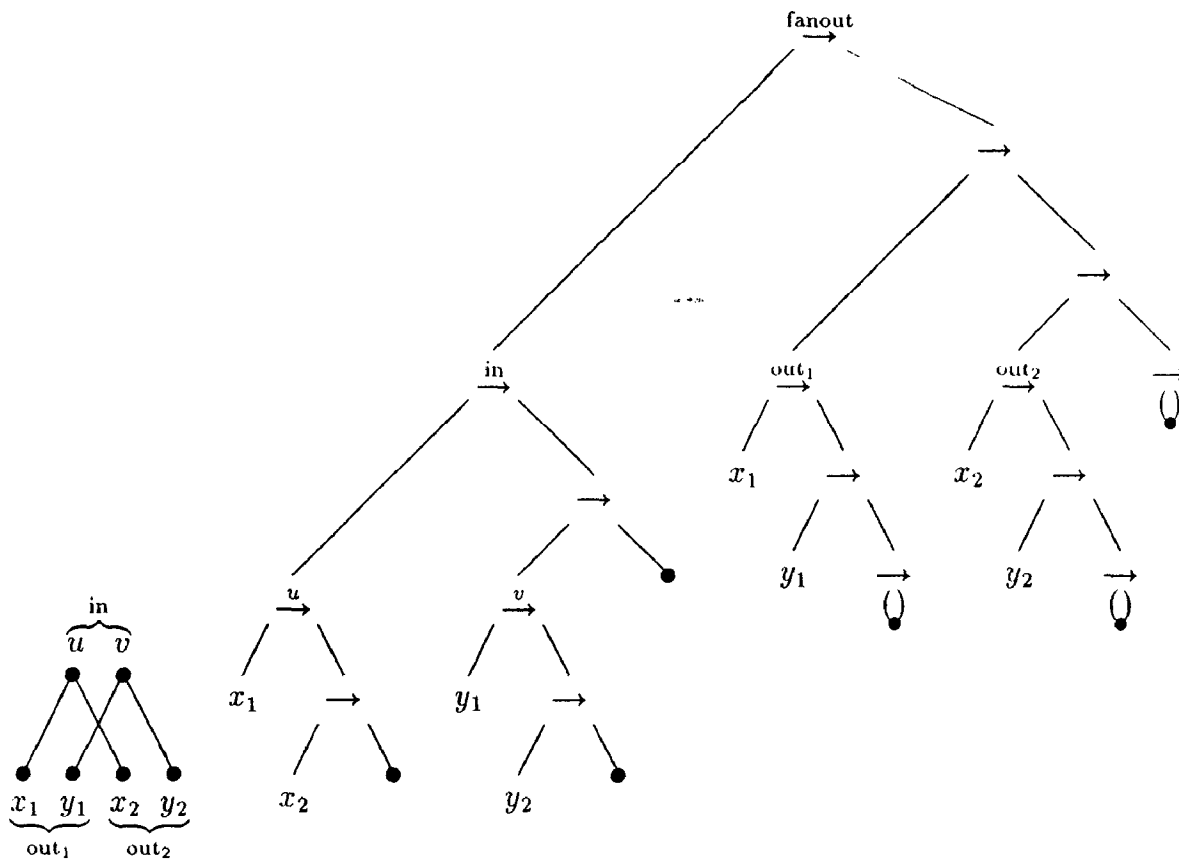 fanout
→
→
→
in out₁ out₂
→ → → →
x₁ → x₂ →
→
y₁ → y₂ →
u v
→ →
in
u v
x₁ → y₁ →
x₁ y₁ x₂ y₂ x₂ y₂
out₁ out₂